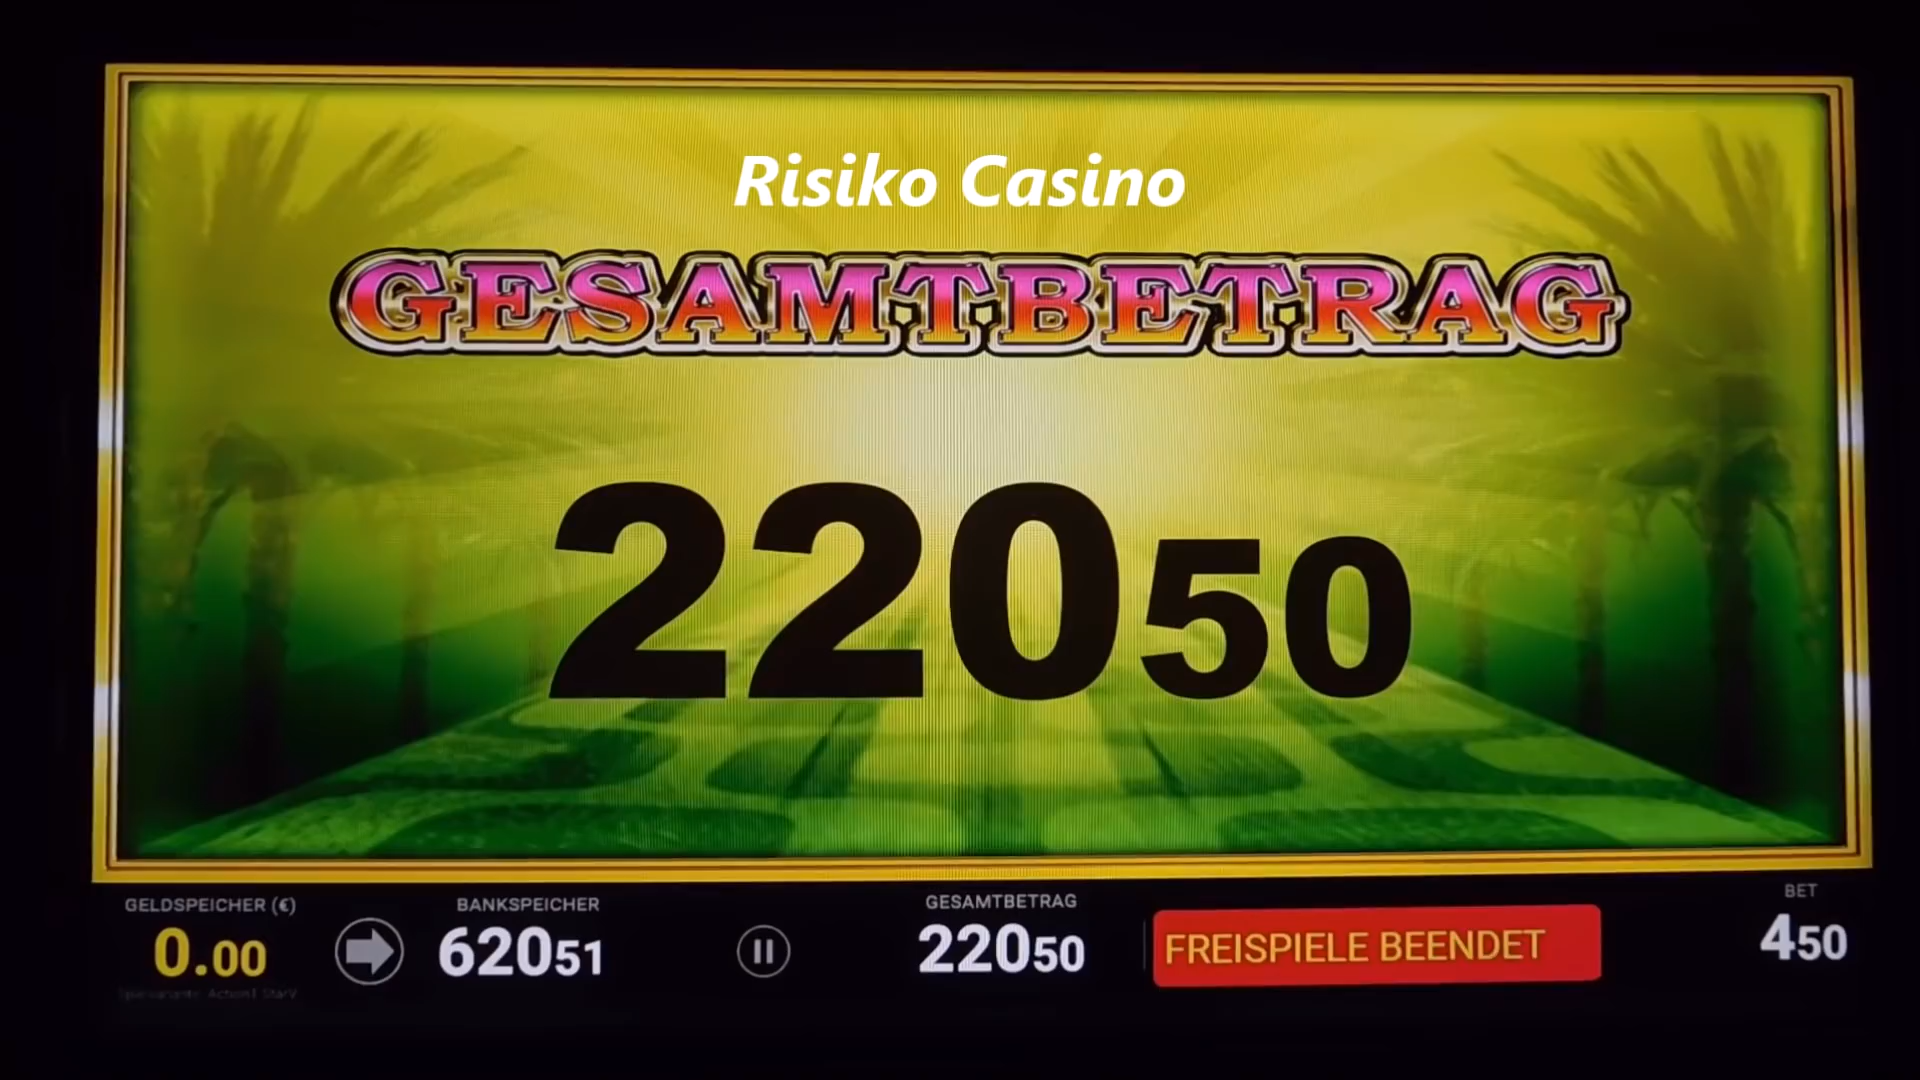 Risiko Casino
GESAMTBETRAG
22050
GELDSPEICHER (€)
0.00
BANKSPEICHER
62051
GESAMTBETRAG
22050
FREISPIELE BEENDET
BET
450